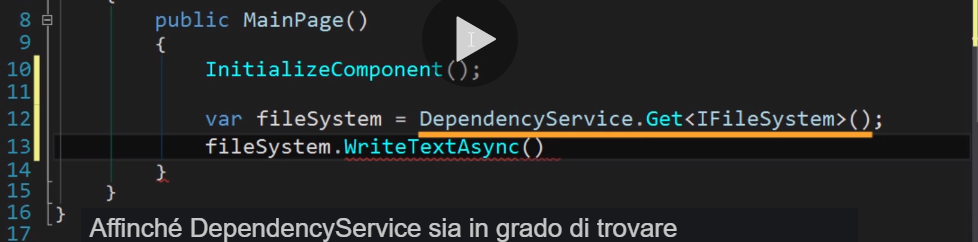 8 public MainPage()
9 {
10 InitializeComponent();
11
12 var fileSystem = DependencyService.Get<IFileSystem>();
13 fileSystem.WriteTextAsync()
14 }
15 }
16 }
17
Affinché DependencyService sia in grado di trovare